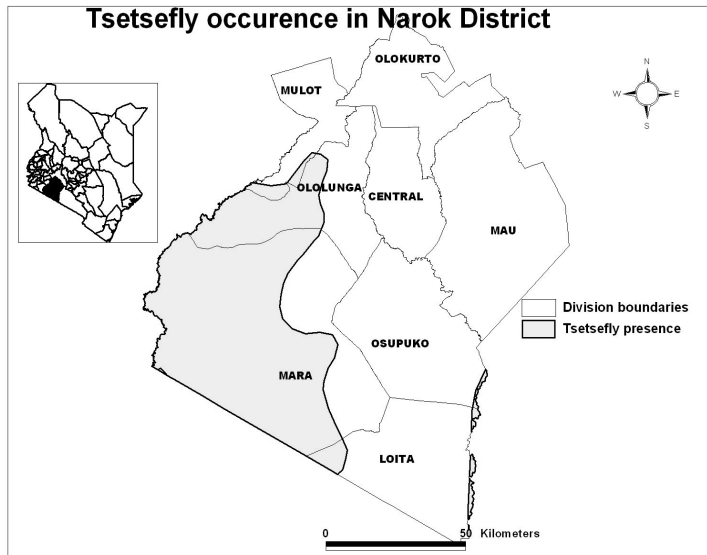 Tsetsefly occurence in Narok District
OLOKURTO
MULOT
N
W E
S
OLOLUNGA
CENTRAL
MAU
Division boundaries
Tsetsefly presence
OSUPUKO
MARA
LOITA
0 50 Kilometers